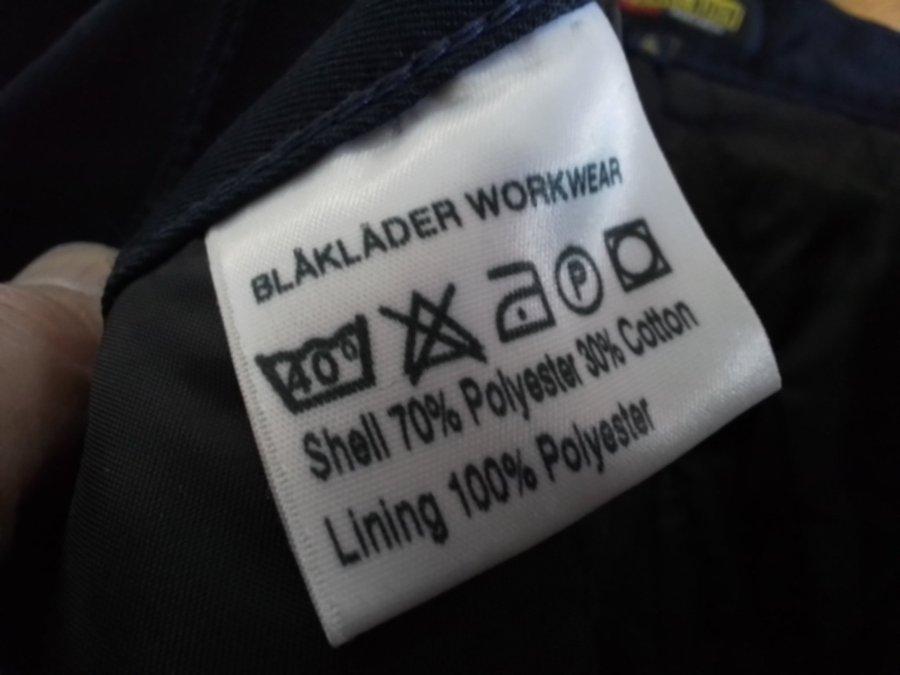 BLÅKLÄDER WORKWEAR
40° P
Shell 70% Polyester 30% Cotton
Lining 100% Polyester